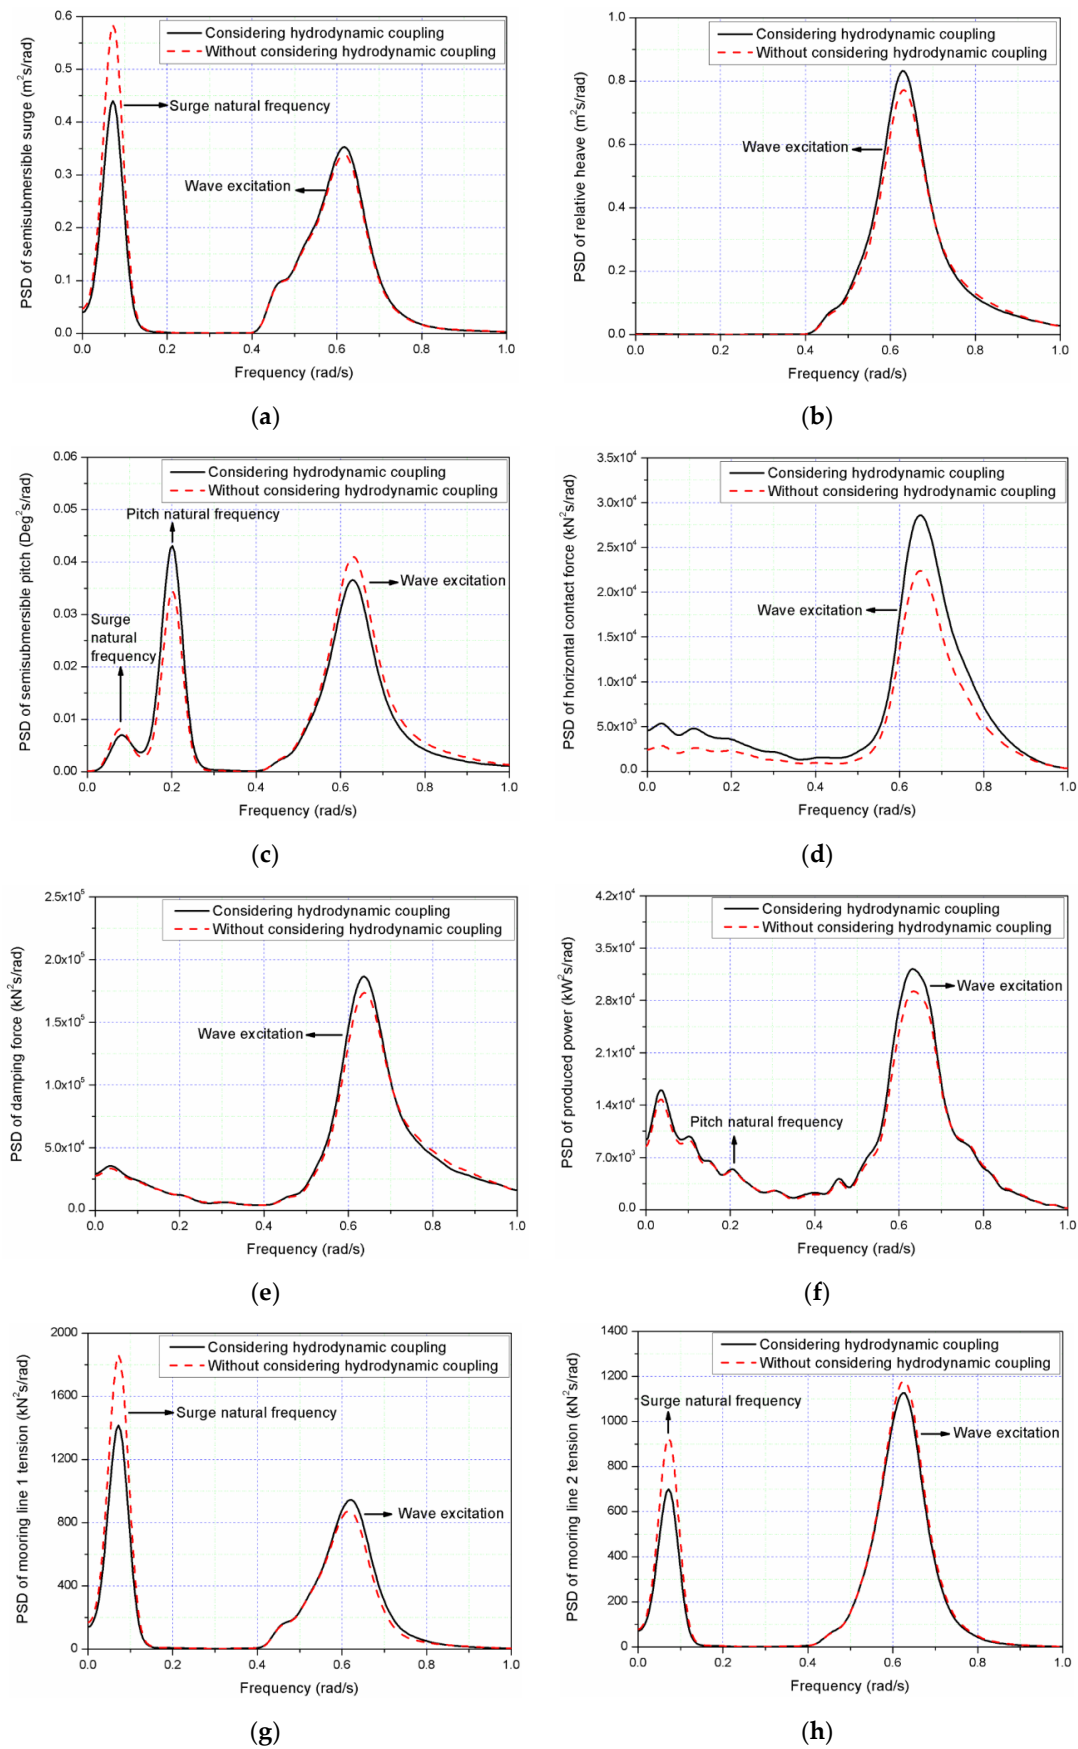 0.6
0.5
0.4
0.3
0.2
0.1
0.0
PSD of semisubmersible surge (m²s/rad)
Considering hydrodynamic coupling
Without considering hydrodynamic coupling
Surge natural frequency
Wave excitation
0.0 0.2 0.4 0.6 0.8 1.0
Frequency (rad/s)
(a)
1.0
0.8
0.6
0.4
0.2
0.0
PSD of relative heave (m²s/rad)
Considering hydrodynamic coupling
Without considering hydrodynamic coupling
Wave excitation
0.0 0.2 0.4 0.6 0.8 1.0
Frequency (rad/s)
(b)
0.06
0.05
0.04
0.03
0.02
0.01
0.00
PSD of semisubmersible pitch (Deg²s/rad)
Considering hydrodynamic coupling
Without considering hydrodynamic coupling
Pitch natural frequency
Wave excitation
Surge
natural
frequency
0.0 0.2 0.4 0.6 0.8 1.0
Frequency (rad/s)
(c)
3.5x10⁴
3.0x10⁴
2.5x10⁴
2.0x10⁴
1.5x10⁴
1.0x10⁴
5.0x10³
0.0
PSD of horizontal contact force (kN²s/rad)
Considering hydrodynamic coupling
Without considering hydrodynamic coupling
Wave excitation
0.0 0.2 0.4 0.6 0.8 1.0
Frequency (rad/s)
(d)
2.5x10⁵
2.0x10⁵
1.5x10⁵
1.0x10⁵
5.0x10⁴
0.0
PSD of damping force (kN²s/rad)
Considering hydrodynamic coupling
Without considering hydrodynamic coupling
Wave excitation
0.0 0.2 0.4 0.6 0.8 1.0
Frequency (rad/s)
(e)
4.2x10⁴
3.5x10⁴
2.8x10⁴
2.1x10⁴
1.4x10⁴
7.0x10³
0.0
PSD of produced power (kW²s/rad)
Considering hydrodynamic coupling
Without considering hydrodynamic coupling
Wave excitation
Pitch natural frequency
0.0 0.2 0.4 0.6 0.8 1.0
Frequency (rad/s)
(f)
2000
1600
1200
800
400
0
PSD of mooring line 1 tension (kN²s/rad)
Considering hydrodynamic coupling
Without considering hydrodynamic coupling
Surge natural frequency
Wave excitation
0.0 0.2 0.4 0.6 0.8 1.0
Frequency (rad/s)
(g)
1400
1200
1000
800
600
400
200
0
PSD of mooring line 2 tension (kN²s/rad)
Considering hydrodynamic coupling
Without considering hydrodynamic coupling
Surge natural frequency
Wave excitation
0.0 0.2 0.4 0.6 0.8 1.0
Frequency (rad/s)
(h)